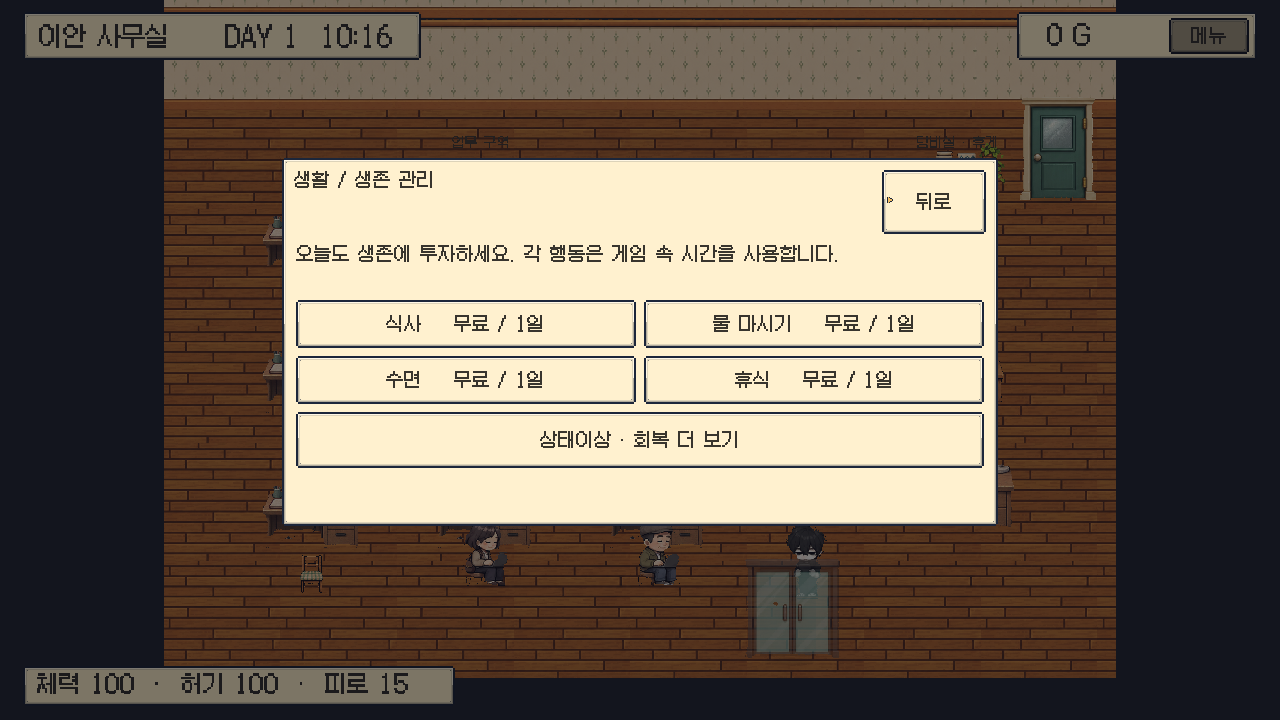 이안 사무실 DAY 1 10:16
0 G 메뉴
생활 / 생존 관리
뒤로
오늘도 생존에 투자하세요. 각 행동은 게임 속 시간을 사용합니다.
식사 무료 / 1일
물 마시기 무료 / 1일
수면 무료 / 1일
휴식 무료 / 1일
상태이상 · 회복 더 보기
체력 100 · 허기 100 · 피로 15